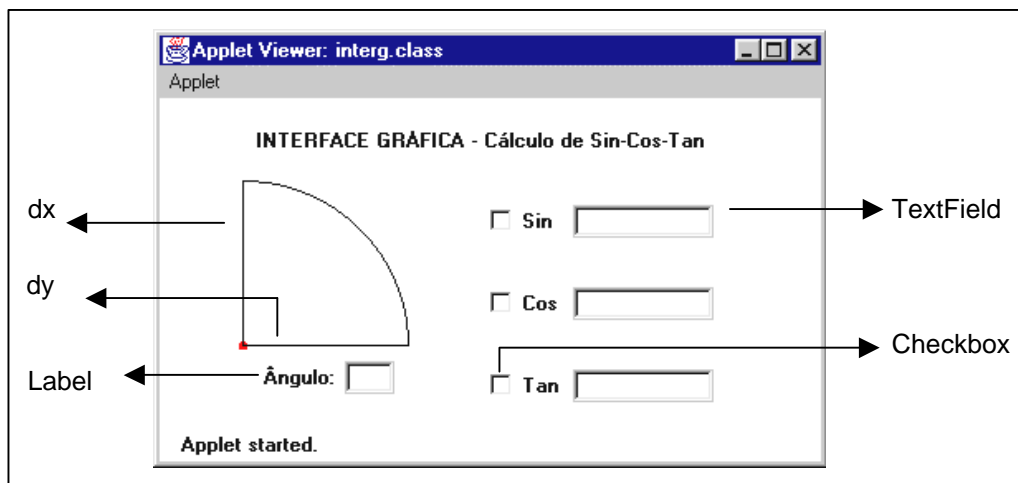 Applet Viewer: interg.class
Applet
INTERFACE GRÁFICA - Cálculo de Sin-Cos-Tan
dx
Sin
TextField
dy
Cos
Checkbox
Label
Ângulo:
Tan
Applet started.